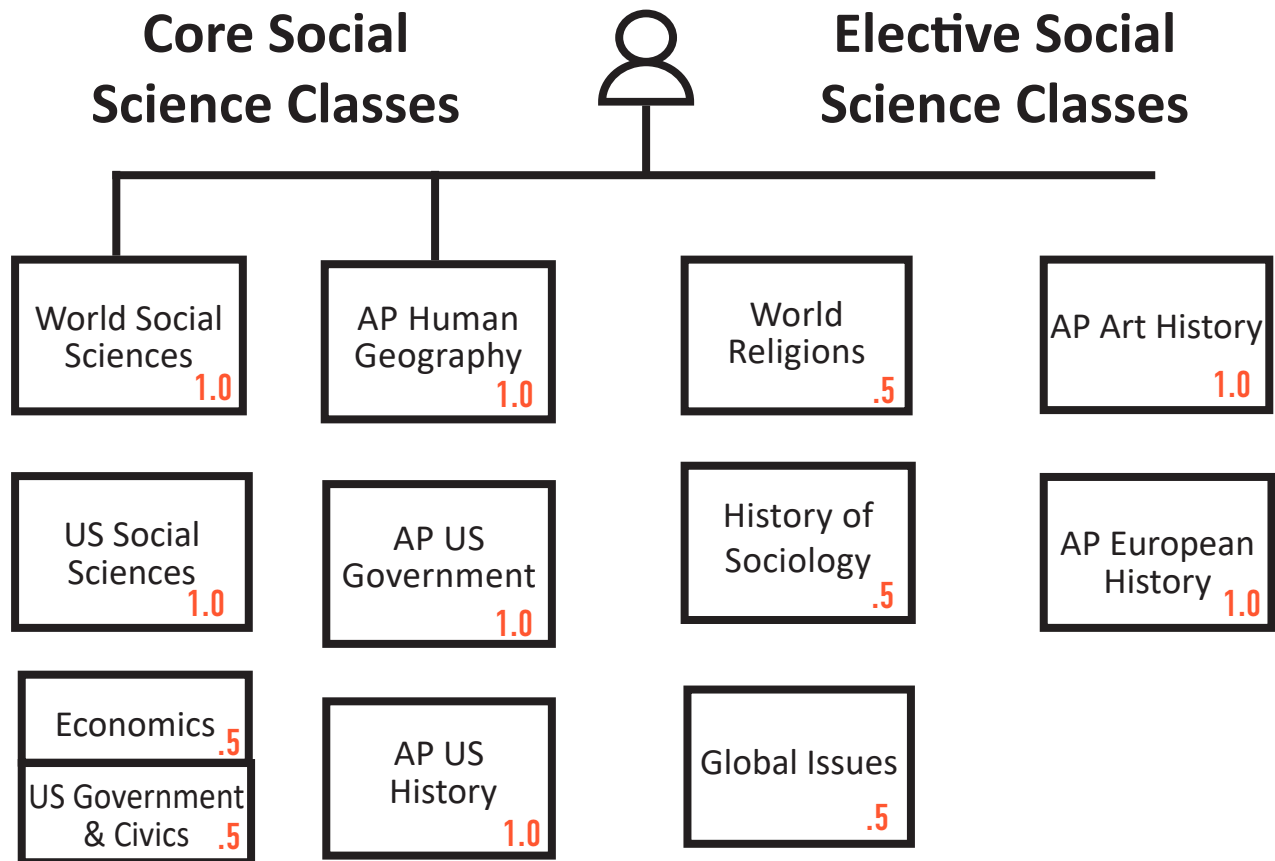 Core Social
Science Classes
Elective Social
Science Classes
World Social
Sciences
1.0
AP Human
Geography
1.0
World
Religions
.5
AP Art History
1.0
US Social
Sciences
1.0
AP US
Government
1.0
History of
Sociology
.5
AP European
History
1.0
Economics
.5
US Government
& Civics
.5
AP US
History
1.0
Global Issues
.5